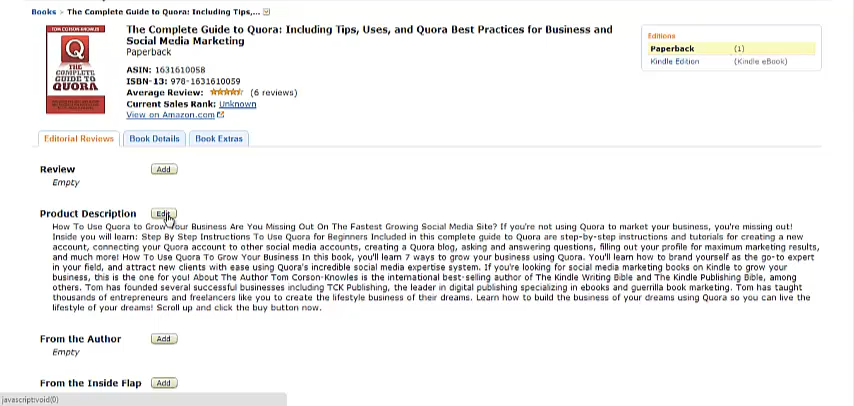 Books > The Complete Guide to Quora: Including Tips,...
The Complete Guide to Quora: Including Tips, Uses, and Quora Best Practices for Business and
Social Media Marketing
Paperback
TOM CORSON-KNOWLES
Q
THE
COMPLETE
GUIDE TO
QUORA
ASIN: 1631610058
ISBN-13: 978-1631610059
Average Review: (6 reviews)
Current Sales Rank: Unknown
View on Amazon.com
Editions
Paperback (1)
Kindle Edition (Kindle eBook)
Editorial Reviews Book Details Book Extras
Review Add
Empty
Product Description Edit
How To Use Quora to Grow Your Business Are You Missing Out On The Fastest Growing Social Media Site? If you're not using Quora to market your business, you're missing out!
Inside you will learn: Step By Step Instructions To Use Quora for Beginners Included in this complete guide to Quora are step-by-step instructions and tutorials for creating a new
account, connecting your Quora account to other social media accounts, creating a Quora blog, asking and answering questions, filling out your profile for maximum marketing results,
and much more! How To Use Quora To Grow Your Business In this book, you'll learn 7 ways to grow your business using Quora. You'll learn how to brand yourself as the go-to expert
in your field, and attract new clients with ease using Quora's incredible social media expertise system. If you're looking for social media marketing books on Kindle to grow your
business, this is the one for you! About The Author Tom Corson-Knowles is the international best-selling author of The Kindle Writing Bible and The Kindle Publishing Bible, among
others. Tom has founded several successful businesses including TCK Publishing, the leader in digital publishing specializing in ebooks and guerrilla book marketing. Tom has taught
thousands of entrepreneurs and freelancers like you to create the lifestyle business of their dreams. Learn how to build the business of your dreams using Quora so you can live the
lifestyle of your dreams! Scroll up and click the buy button now.
From the Author Add
Empty
From the Inside Flap Add
javascript:void(0)